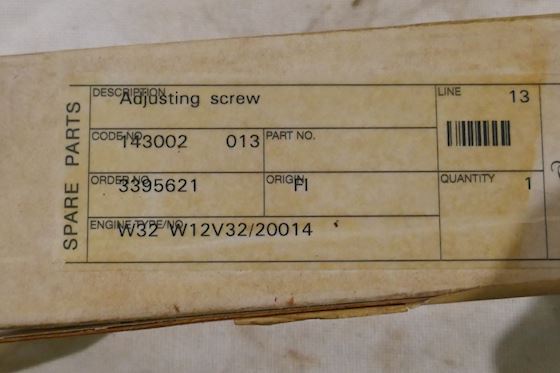 SPARE PARTS
DESCRIPTION Adjusting screw
LINE 13
CODE NO. 143002 013
PART NO.
ORDER NO. 3395621
ORIGIN FI
QUANTITY 1
ENGINE TYPE/NO. W32 W12V32/20014